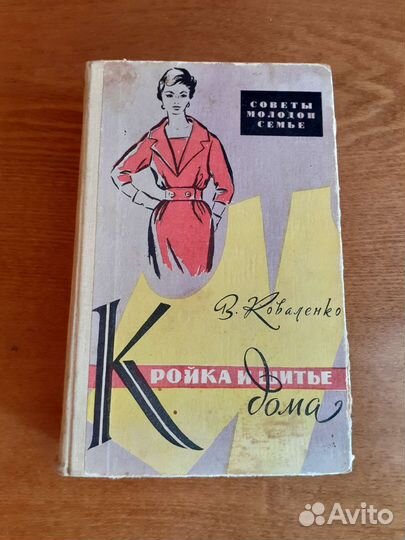 СОВЕТЫ
МОЛОДОЙ
СЕМЬЕ
В. Коваленко
КРОЙКА И ШИТЬЕ
дома
Avito